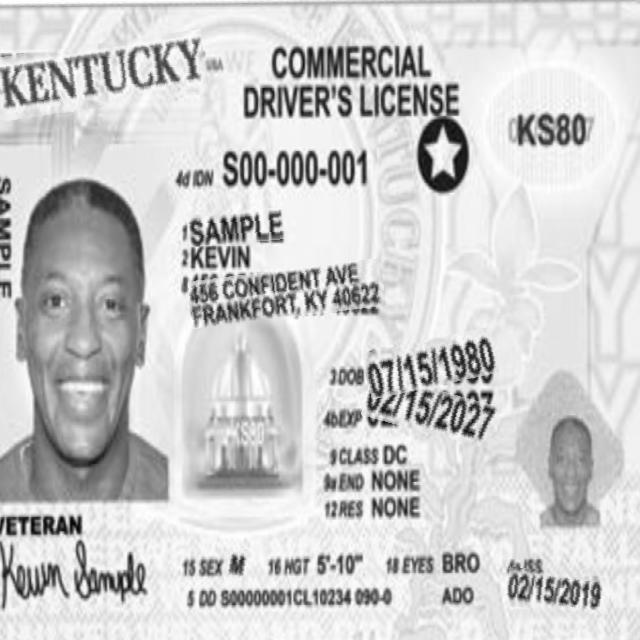 KENTUCKY USA
COMMERCIAL
DRIVER'S LICENSE
KS80
4d IDN S00-000-001
SAMPLE
1 SAMPLE
2 KEVIN
8 456 CONFIDENT AVE
FRANKFORT, KY 40622
KS80
3 DOB 07/15/1980
4b EXP 02/15/2027
9 CLASS DC
9a END NONE
12 RES NONE
VETERAN
Kevin Sample
15 SEX M 16 HGT 5'-10" 18 EYES BRO
4a ISS
02/15/2019
5 DD S00000001CL10234 090-0 ADO